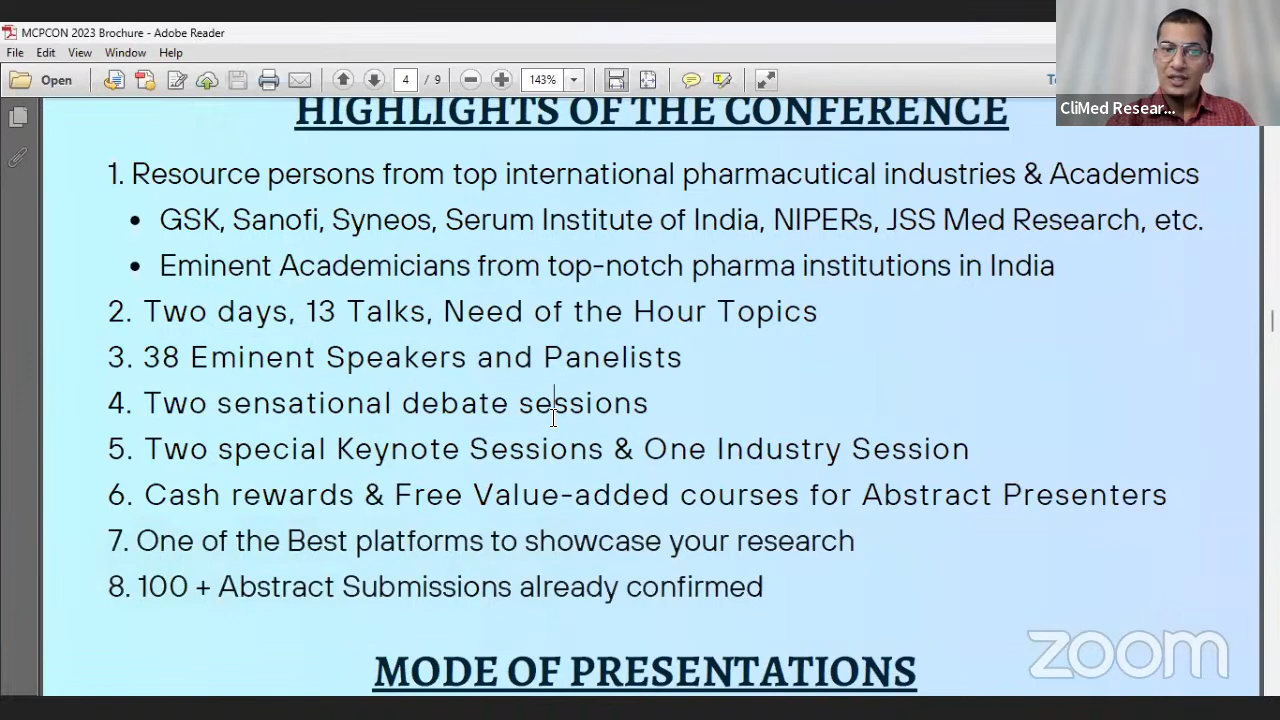 MCPCON 2023 Brochure - Adobe Reader
File Edit View Window Help
Open 4 / 9 143%
CliMed Resear...
HIGHLIGHTS OF THE CONFERENCE
1. Resource persons from top international pharmacutical industries & Academics
• GSK, Sanofi, Syneos, Serum Institute of India, NIPERs, JSS Med Research, etc.
• Eminent Academicians from top-notch pharma institutions in India
2. Two days, 13 Talks, Need of the Hour Topics
3. 38 Eminent Speakers and Panelists
4. Two sensational debate sessions
5. Two special Keynote Sessions & One Industry Session
6. Cash rewards & Free Value-added courses for Abstract Presenters
7. One of the Best platforms to showcase your research
8. 100 + Abstract Submissions already confirmed
MODE OF PRESENTATIONS
zoom